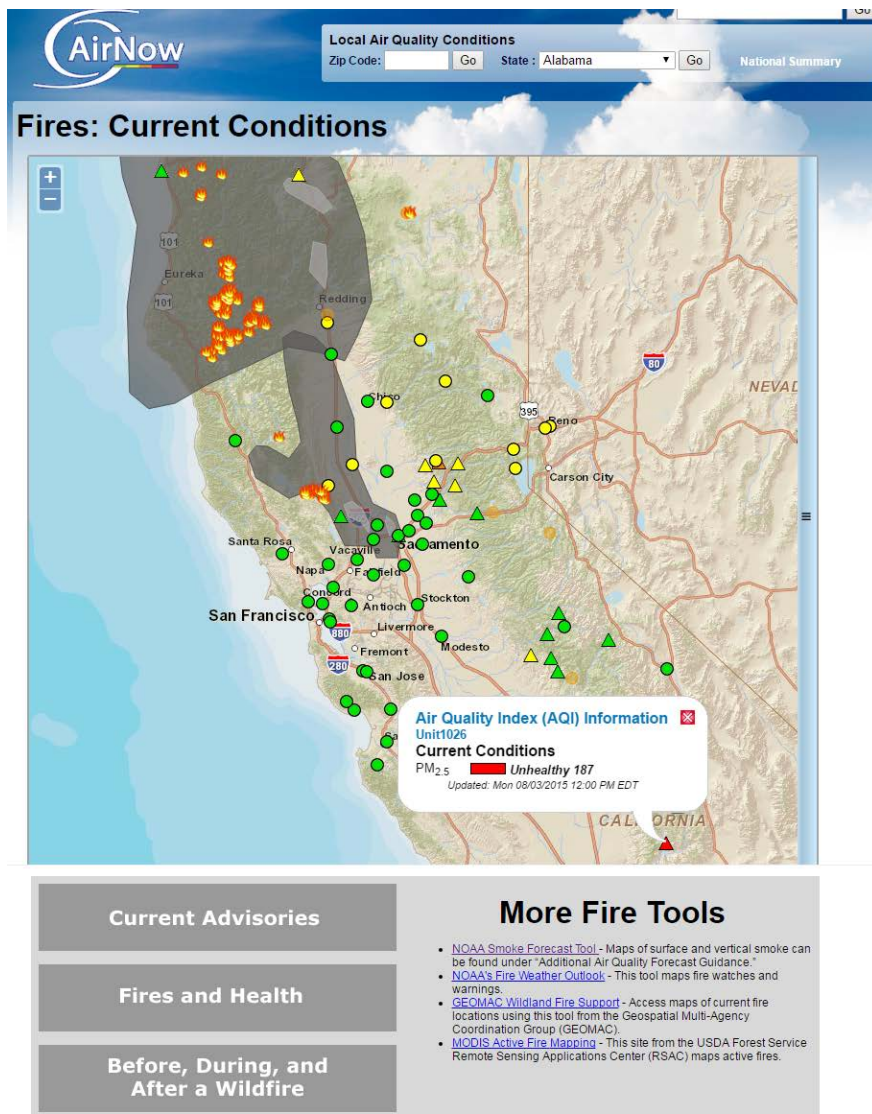 Go
AirNow
Local Air Quality Conditions
Zip Code: Go State : Alabama Go National Summary
Fires: Current Conditions
+
−
101
Eureka
101
Redding
80
NEVAD
Chico
395
Reno
Carson City
Santa Rosa
Vacaville
Sacramento
Napa
Fairfield
Concord
Antioch
Stockton
San Francisco
880
Livermore
Modesto
Fremont
280
San Jose
Sa
Air Quality Index (AQI) Information
Unit1026
Current Conditions
PM2.5 Unhealthy 187
Updated: Mon 08/03/2015 12:00 PM EDT
CALIFORNIA
Current Advisories
Fires and Health
Before, During, and
After a Wildfire
More Fire Tools
• NOAA Smoke Forecast Tool - Maps of surface and vertical smoke can
be found under "Additional Air Quality Forecast Guidance."
• NOAA's Fire Weather Outlook - This tool maps fire watches and
warnings.
• GEOMAC Wildland Fire Support - Access maps of current fire
locations using this tool from the Geospatial Multi-Agency
Coordination Group (GEOMAC).
• MODIS Active Fire Mapping - This site from the USDA Forest Service
Remote Sensing Applications Center (RSAC) maps active fires.